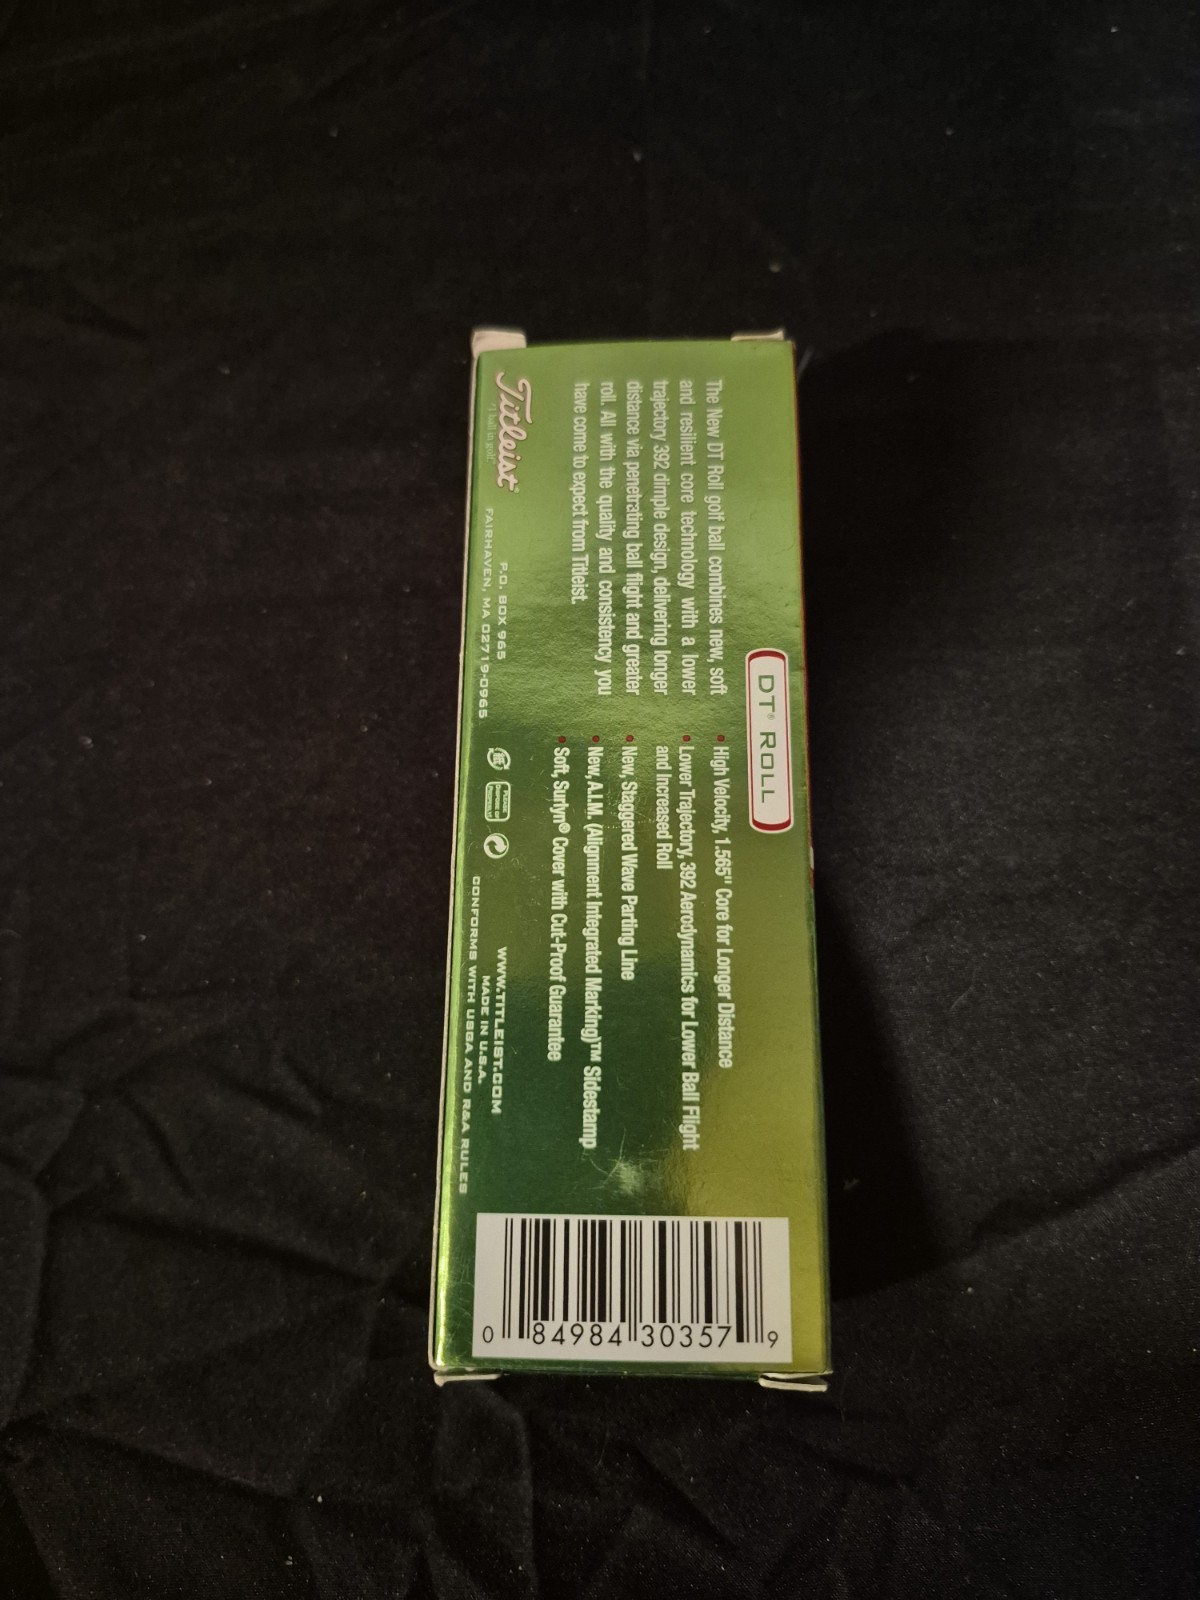 DT® ROLL
The New DT Roll golf ball combines new, soft
and resilient core technology with a lower
trajectory 392 dimple design, delivering longer
distance via penetrating ball flight and greater
roll. All with the quality and consistency you
have come to expect from Titleist.
• High Velocity, 1.565" Core for Longer Distance
• Lower Trajectory, 392 Aerodynamics for Lower Ball Flight
and Increased Roll
• New, Staggered Wave Parting Line
• New, A.I.M. (Alignment Integrated Marking)™ Sidestamp
• Soft, Surlyn® Cover with Cut-Proof Guarantee
Titleist®
"1 ball in golf."
P.O. BOX 965
FAIRHAVEN, MA 02719-0965
WWW.TITLEIST.COM
MADE IN U.S.A.
CONFORMS WITH USGA AND R&A RULES
0 84984 30357 9